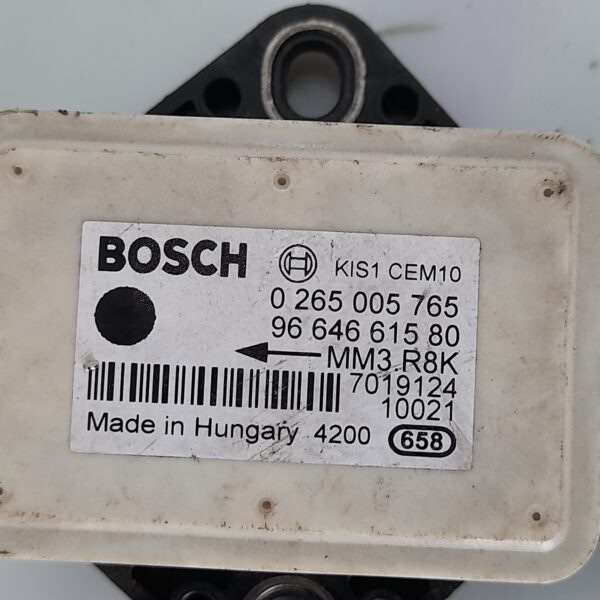 BOSCH KIS1 CEM10
0 265 005 765
96 646 615 80
MM3.R8K
7019124
10021
Made in Hungary 4200 658